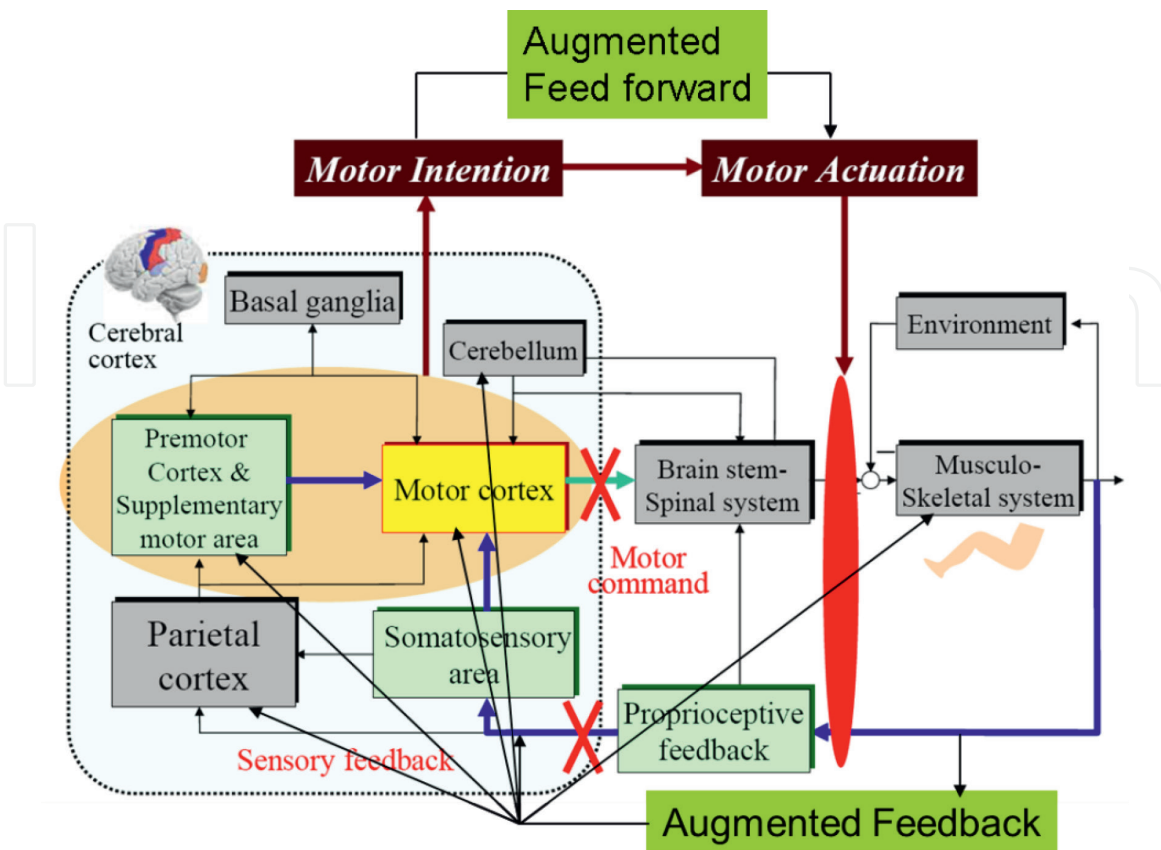 Augmented
Feed forward
Motor Intention
Motor Actuation
Cerebral
cortex
Basal ganglia
Cerebellum
Environment
Premotor
Cortex &
Supplementary
motor area
Motor cortex
Brain stem-
Spinal system
Musculo-
Skeletal system
Motor
command
Parietal
cortex
Somatosensory
area
Sensory feedback
Proprioceptive
feedback
Augmented Feedback